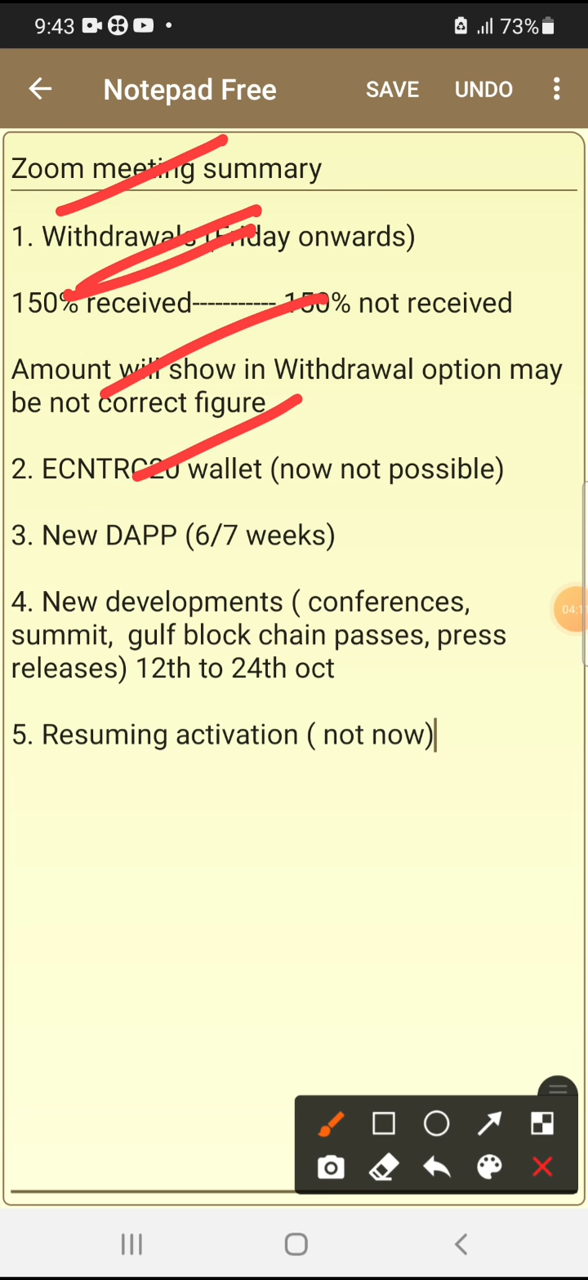 9:43
73%
Notepad Free
SAVE
UNDO
Zoom meeting summary
1. Withdrawals (Friday onwards)
150% received----------- 150% not received
Amount will show in Withdrawal option may
be not correct figure
2. ECNTRC20 wallet (now not possible)
3. New DAPP (6/7 weeks)
4. New developments ( conferences,
summit, gulf block chain passes, press
releases) 12th to 24th oct
5. Resuming activation ( not now)